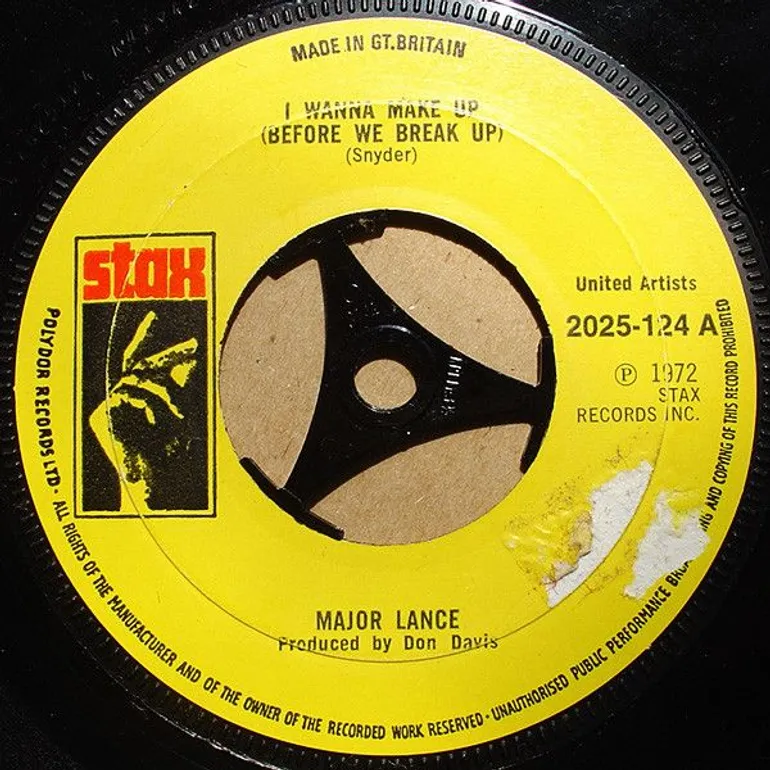 MADE IN GT.BRITAIN
I WANNA MAKE UP
(BEFORE WE BREAK UP)
(Snyder)
stax
United Artists
2025-124 A
℗ 1972
STAX
RECORDS INC.
MAJOR LANCE
Produced by Don Davis
POLYDOR RECORDS LTD · ALL RIGHTS OF THE MANUFACTURER AND OF THE OWNER OF THE RECORDED WORK RESERVED · UNAUTHORISED PUBLIC PERFORMANCE AND COPYING OF THIS RECORD PROHIBITED